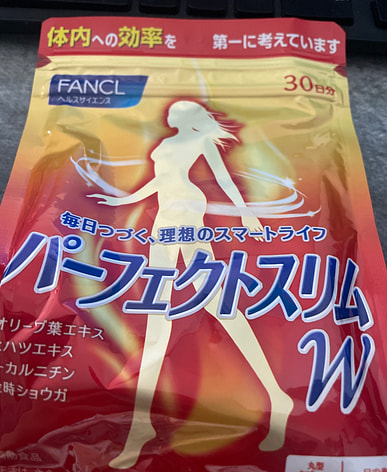 体内への効率を 第一に考えています
FANCL
ヘルスサイエンス
30日分
毎日つづく、理想のスマートライフ
パーフェクトスリム
W
オリーブ葉エキス
ハツエキス
ーカルニチン
時ショウガ
丸型